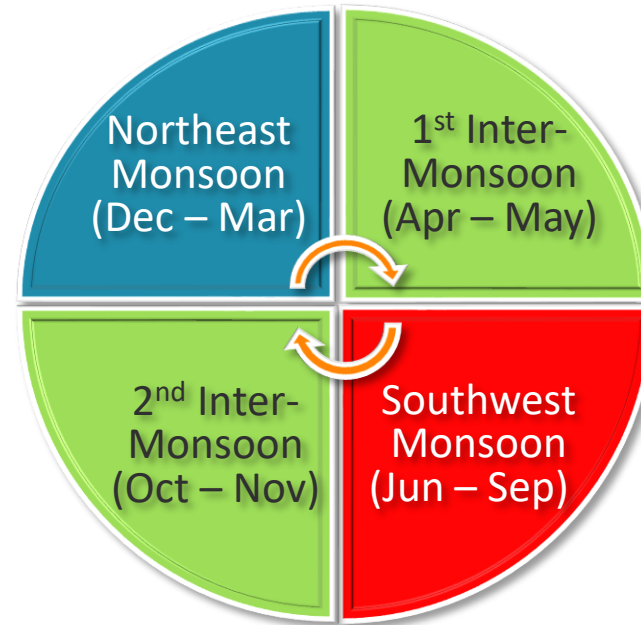 Northeast
Monsoon
(Dec – Mar)
1st Inter-
Monsoon
(Apr – May)
2nd Inter-
Monsoon
(Oct – Nov)
Southwest
Monsoon
(Jun – Sep)